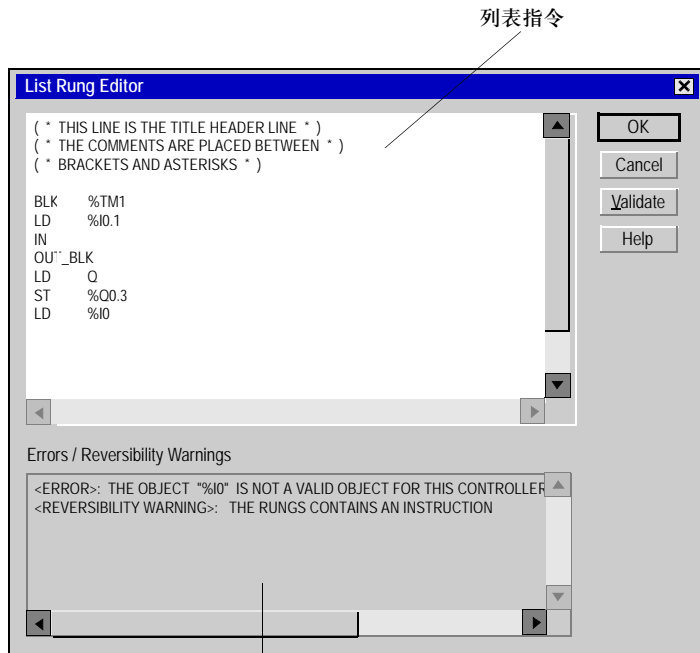 列表指令
List Rung Editor
( * THIS LINE IS THE TITLE HEADER LINE * )
( * THE COMMENTS ARE PLACED BETWEEN * )
( * BRACKETS AND ASTERISKS * )
BLK %TM1
LD %I0.1
IN
OUT_BLK
LD Q
ST %Q0.3
LD %I0
OK
Cancel
Validate
Help
Errors / Reversibility Warnings
<ERROR>: THE OBJECT "%I0" IS NOT A VALID OBJECT FOR THIS CONTROLLER
<REVERSIBILITY WARNING>: THE RUNGS CONTAINS AN INSTRUCTION